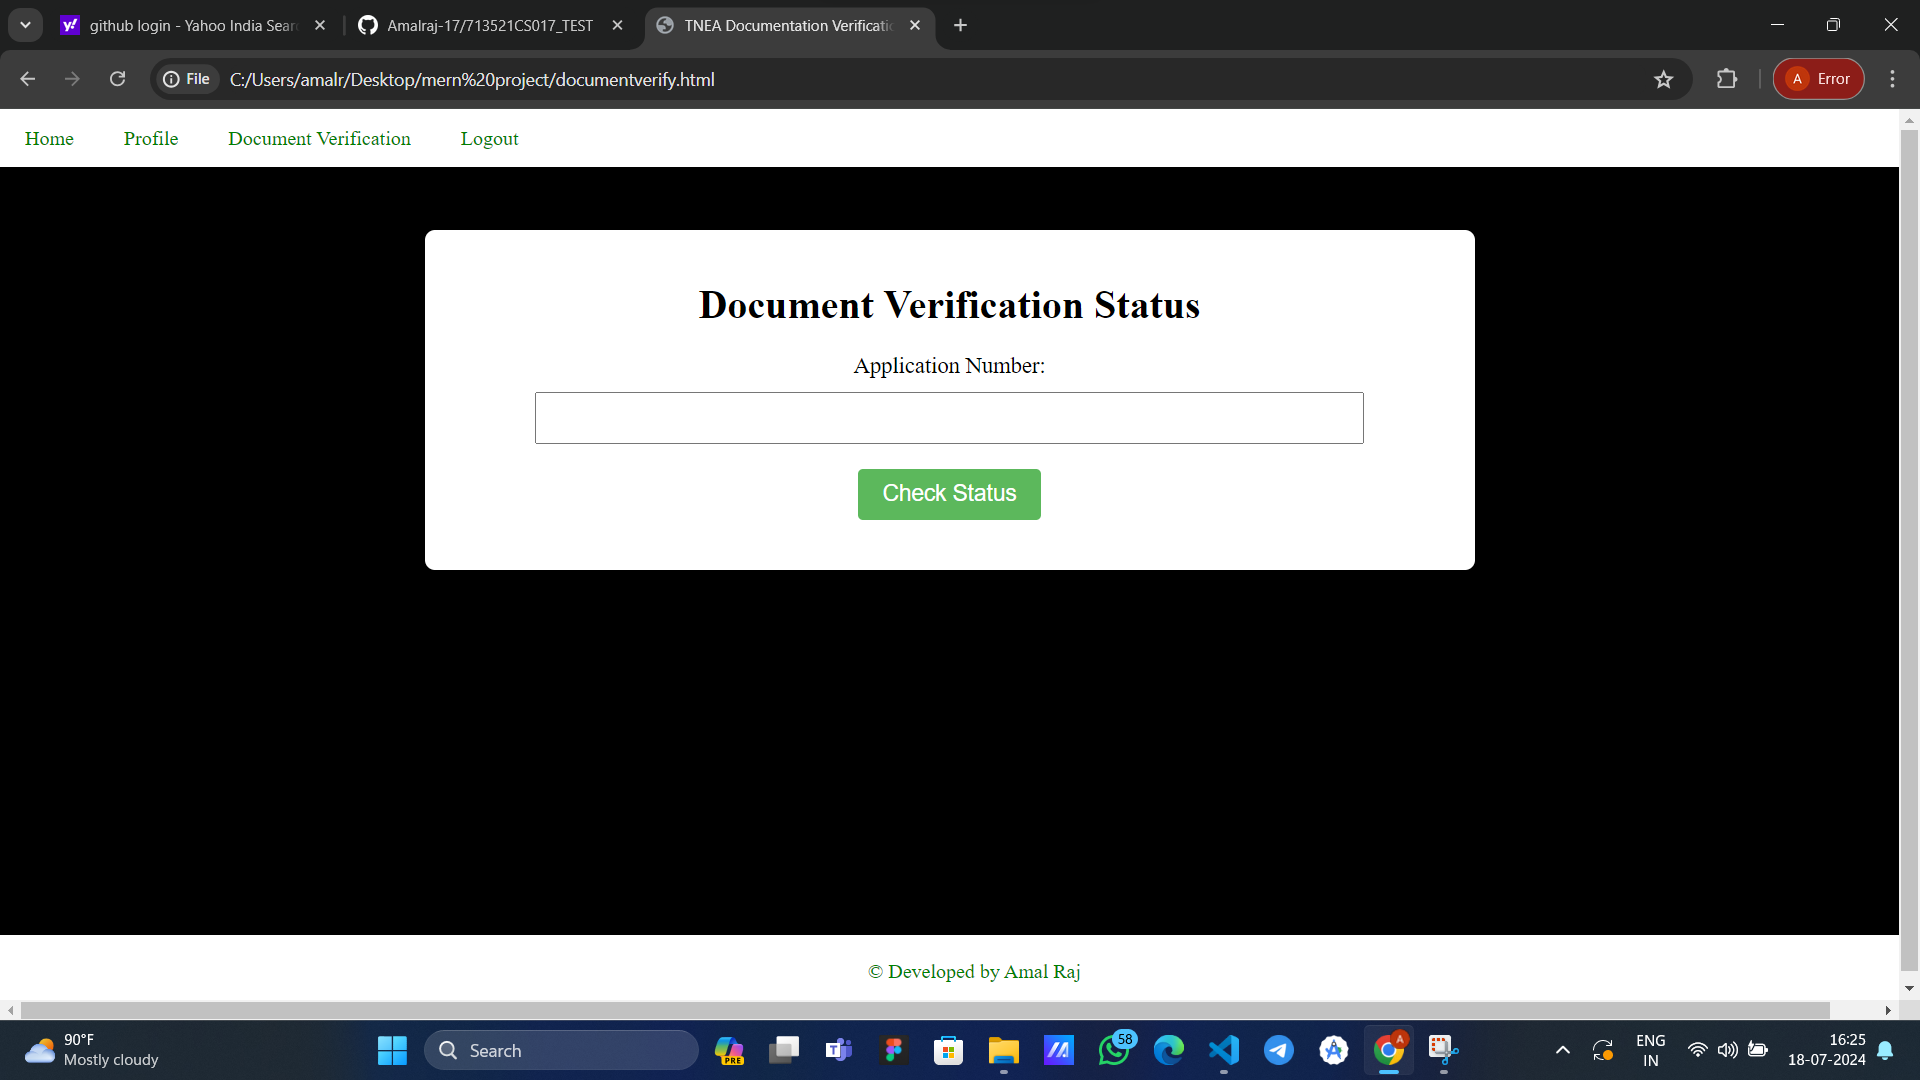 github login - Yahoo India Sear
Amalraj-17/713521CS017_TEST
TNEA Documentation Verificati
File
C:/Users/amalr/Desktop/mern%20project/documentverify.html
A
Error
Home
Profile
Document Verification
Logout
Document Verification Status
Application Number:
Check Status
© Developed by Amal Raj
90°F
Mostly cloudy
Search
PRE
58
A
ENG
IN
16:25
18-07-2024